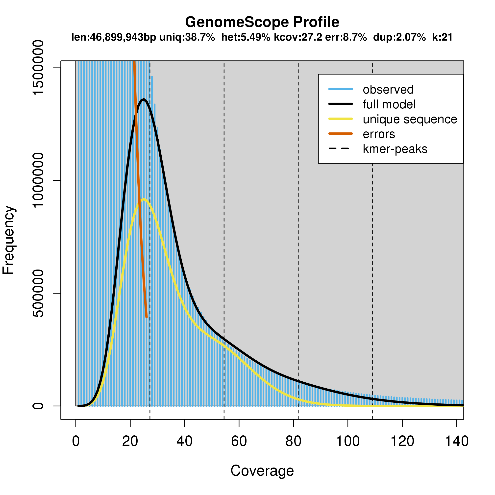 GenomeScope Profile
len:46,899,943bp uniq:38.7% het:5.49% kcov:27.2 err:8.7% dup:2.07% k:21
observed
full model
unique sequence
errors
kmer-peaks
Frequency
1500000
1000000
500000
0
0 20 40 60 80 100 120 140
Coverage